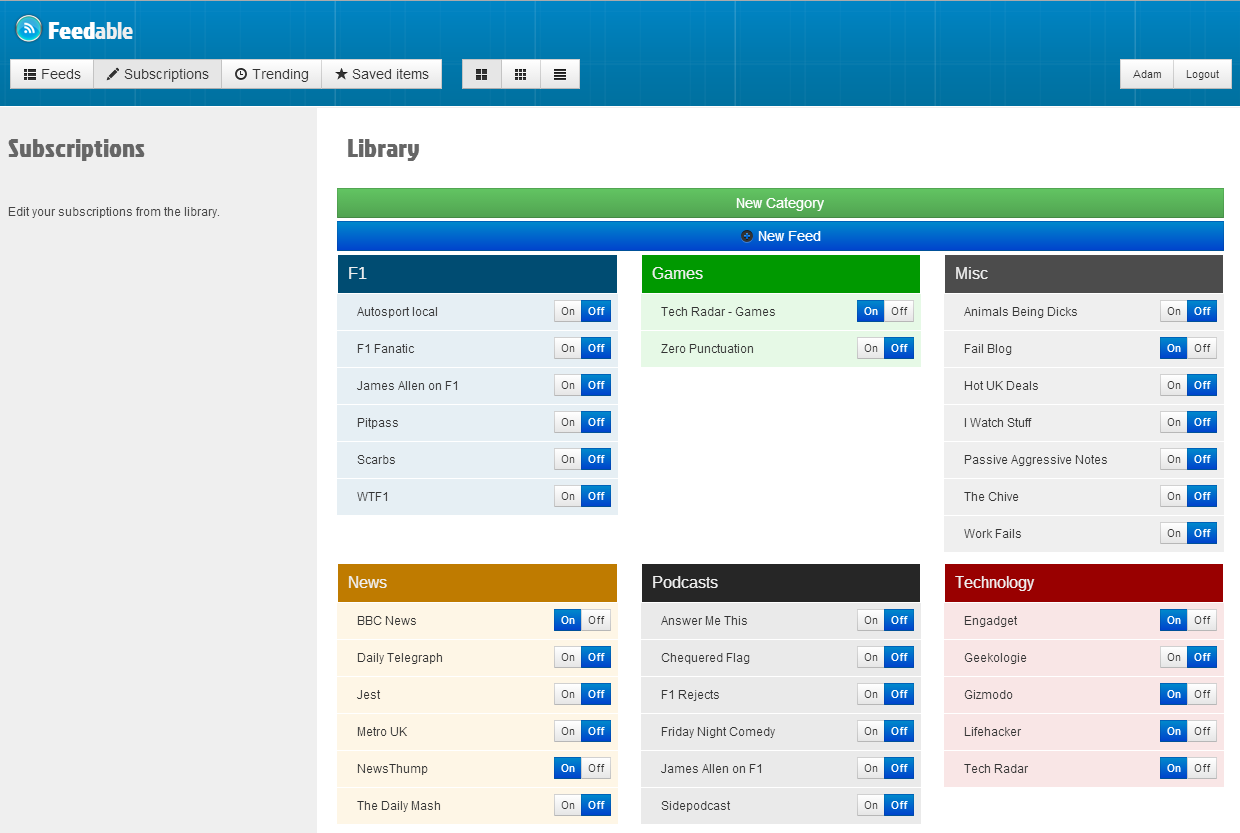 Feedable
Feeds Subscriptions Trending Saved items Adam Logout
Subscriptions
Edit your subscriptions from the library.
Library
New Category
New Feed
F1
Autosport local On Off
F1 Fanatic On Off
James Allen on F1 On Off
Pitpass On Off
Scarbs On Off
WTF1 On Off
Games
Tech Radar - Games On Off
Zero Punctuation On Off
Misc
Animals Being Dicks On Off
Fail Blog On Off
Hot UK Deals On Off
I Watch Stuff On Off
Passive Aggressive Notes On Off
The Chive On Off
Work Fails On Off
News
BBC News On Off
Daily Telegraph On Off
Jest On Off
Metro UK On Off
NewsThump On Off
The Daily Mash On Off
Podcasts
Answer Me This On Off
Chequered Flag On Off
F1 Rejects On Off
Friday Night Comedy On Off
James Allen on F1 On Off
Sidepodcast On Off
Technology
Engadget On Off
Geekologie On Off
Gizmodo On Off
Lifehacker On Off
Tech Radar On Off